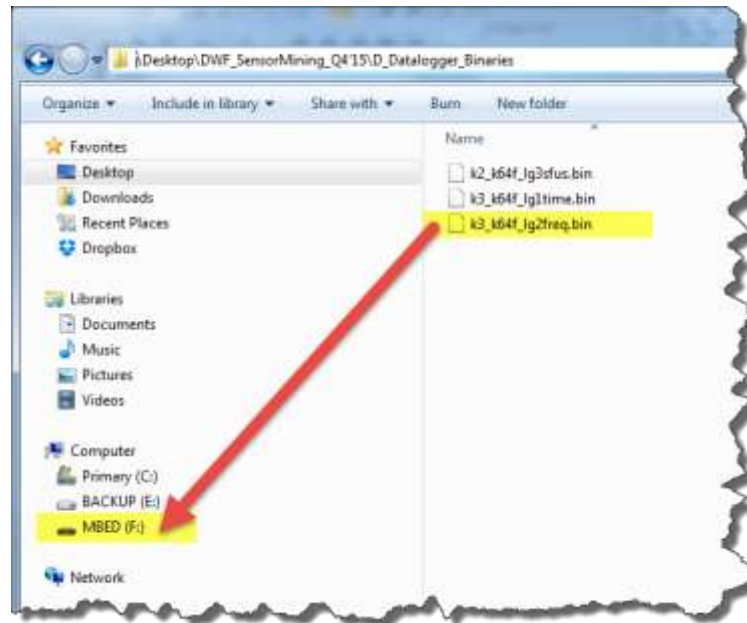 \Desktop\DWF_SensorMining_Q4'15\D_Datalogger_Binaries
Organize Include in library Share with Burn New folder
Favorites
Desktop
Downloads
Recent Places
Dropbox
Libraries
Documents
Music
Pictures
Videos
Computer
Primary (C:)
BACKUP (E:)
MBED (F:)
Network
Name
k2_k64f_lg3sfus.bin
k3_k64f_lg1time.bin
k3_k64f_lg2freq.bin